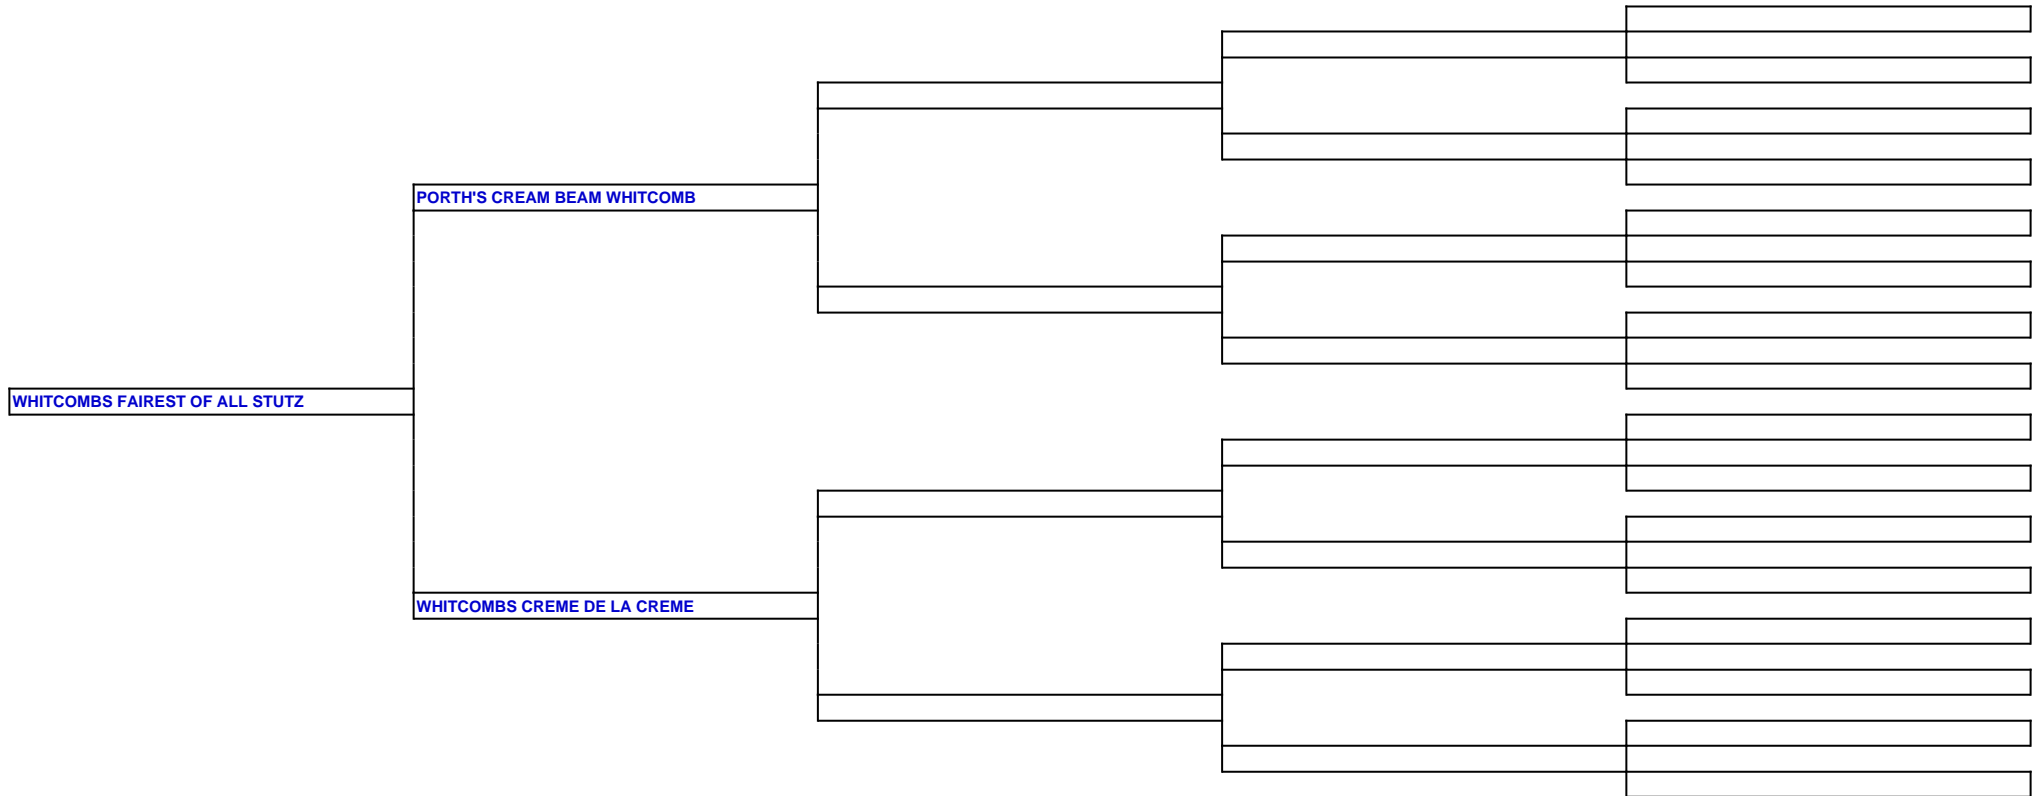 PORTH'S CREAM BEAM WHITCOMB
WHITCOMBS FAIREST OF ALL STUTZ
WHITCOMBS CREME DE LA CREME